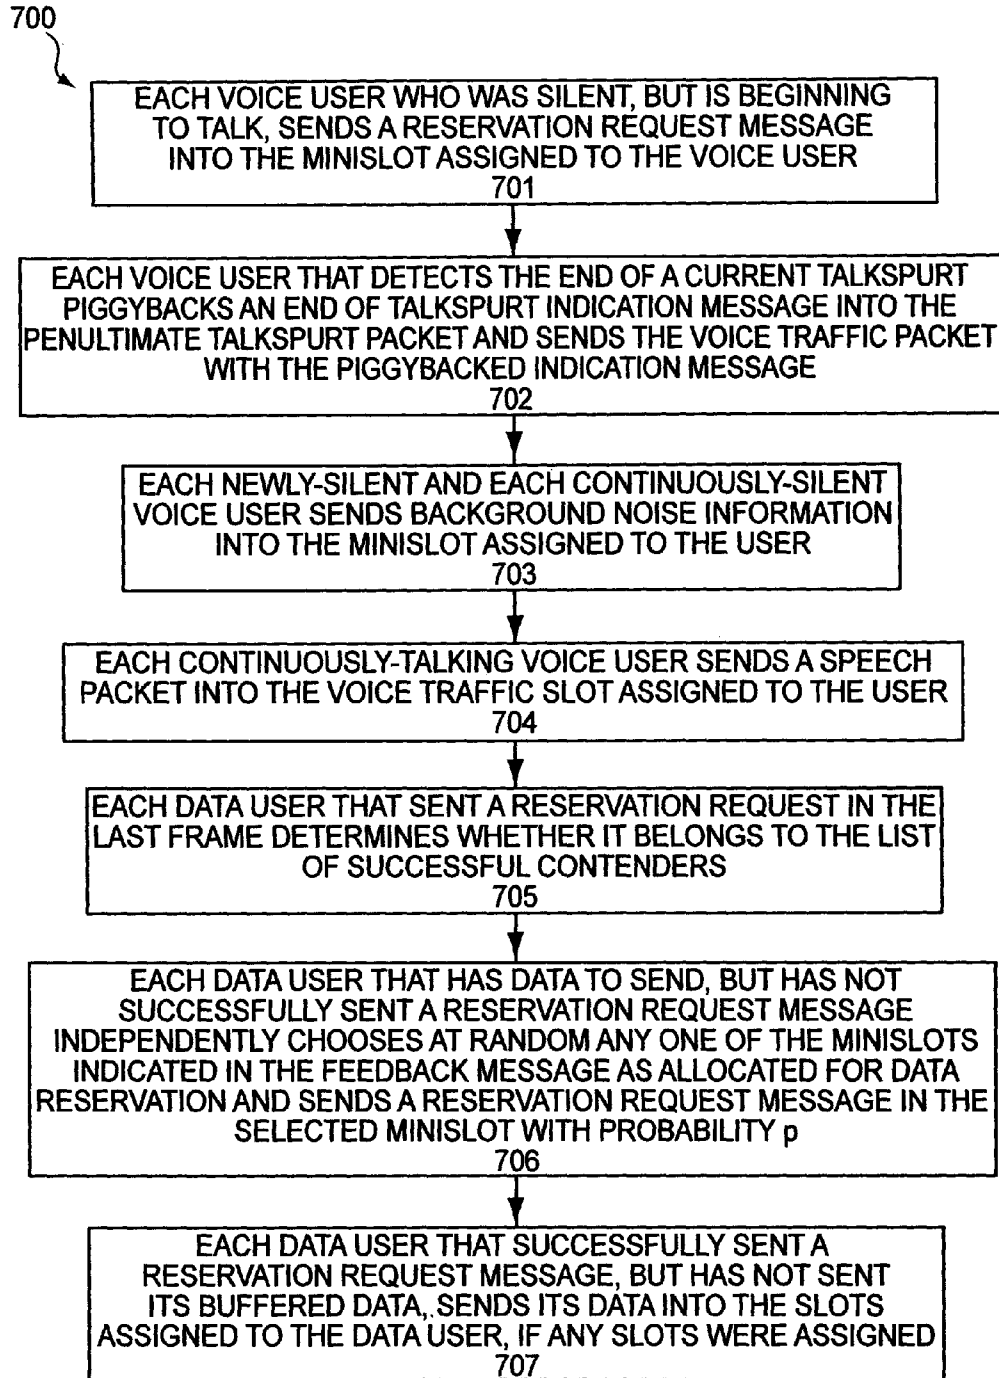 700
EACH VOICE USER WHO WAS SILENT, BUT IS BEGINNING
TO TALK, SENDS A RESERVATION REQUEST MESSAGE
INTO THE MINISLOT ASSIGNED TO THE VOICE USER
701
EACH VOICE USER THAT DETECTS THE END OF A CURRENT TALKSPURT
PIGGYBACKS AN END OF TALKSPURT INDICATION MESSAGE INTO THE
PENULTIMATE TALKSPURT PACKET AND SENDS THE VOICE TRAFFIC PACKET
WITH THE PIGGYBACKED INDICATION MESSAGE
702
EACH NEWLY-SILENT AND EACH CONTINUOUSLY-SILENT
VOICE USER SENDS BACKGROUND NOISE INFORMATION
INTO THE MINISLOT ASSIGNED TO THE USER
703
EACH CONTINUOUSLY-TALKING VOICE USER SENDS A SPEECH
PACKET INTO THE VOICE TRAFFIC SLOT ASSIGNED TO THE USER
704
EACH DATA USER THAT SENT A RESERVATION REQUEST IN THE
LAST FRAME DETERMINES WHETHER IT BELONGS TO THE LIST
OF SUCCESSFUL CONTENDERS
705
EACH DATA USER THAT HAS DATA TO SEND, BUT HAS NOT
SUCCESSFULLY SENT A RESERVATION REQUEST MESSAGE
INDEPENDENTLY CHOOSES AT RANDOM ANY ONE OF THE MINISLOTS
INDICATED IN THE FEEDBACK MESSAGE AS ALLOCATED FOR DATA
RESERVATION AND SENDS A RESERVATION REQUEST MESSAGE IN THE
SELECTED MINISLOT WITH PROBABILITY p
706
EACH DATA USER THAT SUCCESSFULLY SENT A
RESERVATION REQUEST MESSAGE, BUT HAS NOT SENT
ITS BUFFERED DATA, SENDS ITS DATA INTO THE SLOTS
ASSIGNED TO THE DATA USER, IF ANY SLOTS WERE ASSIGNED
707